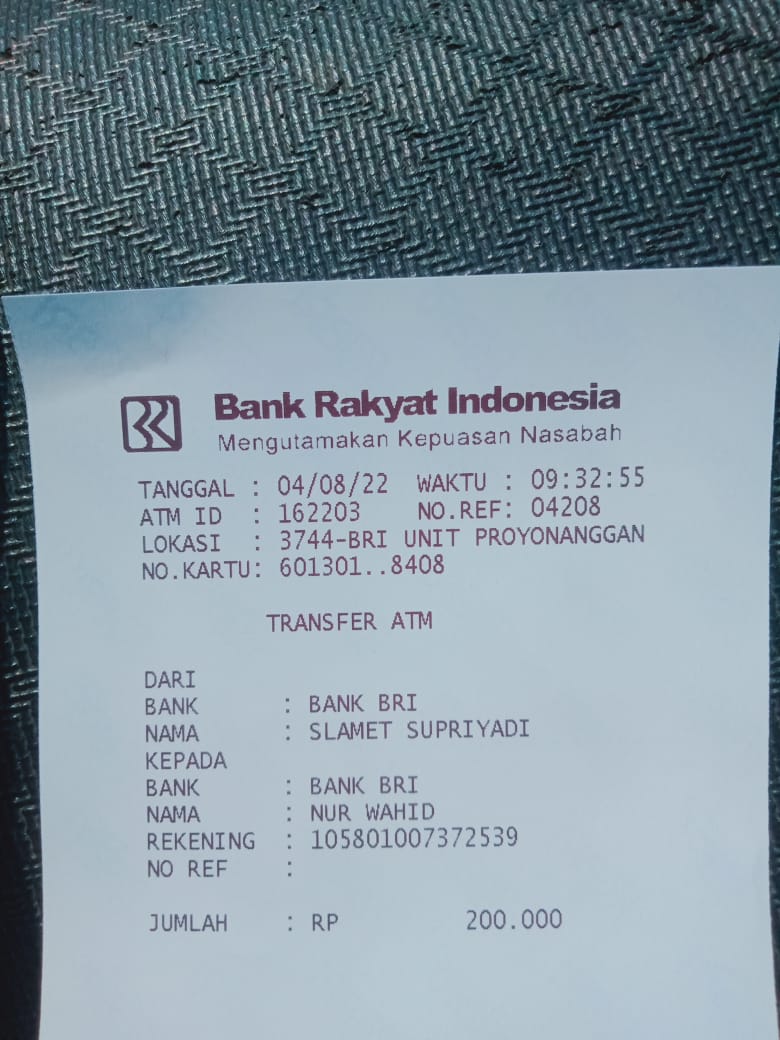 Bank Rakyat Indonesia
Mengutamakan Kepuasan Nasabah
TANGGAL : 04/08/22 WAKTU : 09:32:55
ATM ID : 162203 NO.REF: 04208
LOKASI : 3744-BRI UNIT PROYONANGGAN
NO.KARTU: 601301..8408
TRANSFER ATM
DARI
BANK : BANK BRI
NAMA : SLAMET SUPRIYADI
KEPADA
BANK : BANK BRI
NAMA : NUR WAHID
REKENING : 105801007372539
NO REF :
JUMLAH : RP 200.000